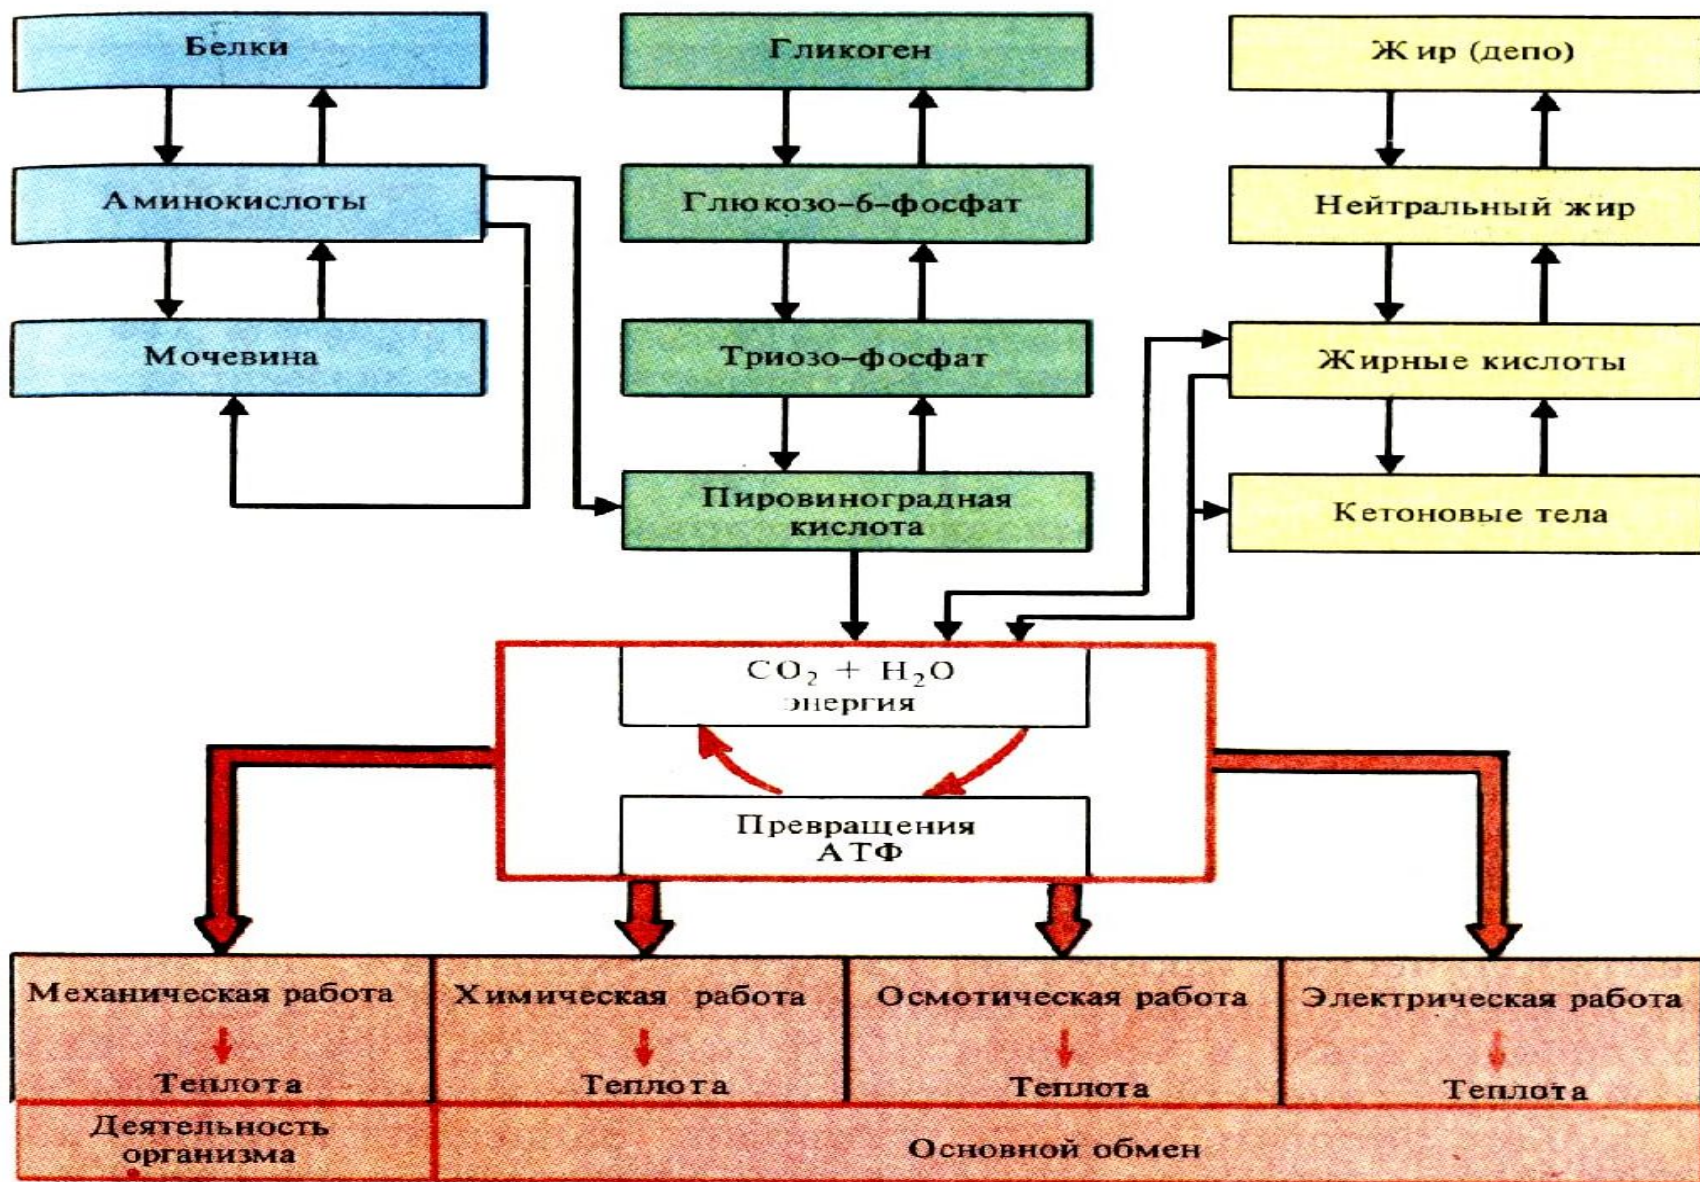 Белки
Гликоген
Жир (депо)
Аминокислоты
Глюкозо-6-фосфат
Нейтральный жир
Мочевина
Триозо-фосфат
Жирные кислоты
Пировиноградная
кислота
Кетоновые тела
CO₂ + H₂O
энергия
Превращения
АТФ
Механическая работа
Химическая работа
Осмотическая работа
Электрическая работа
Теплота
Теплота
Теплота
Теплота
Деятельность
организма
Основной обмен